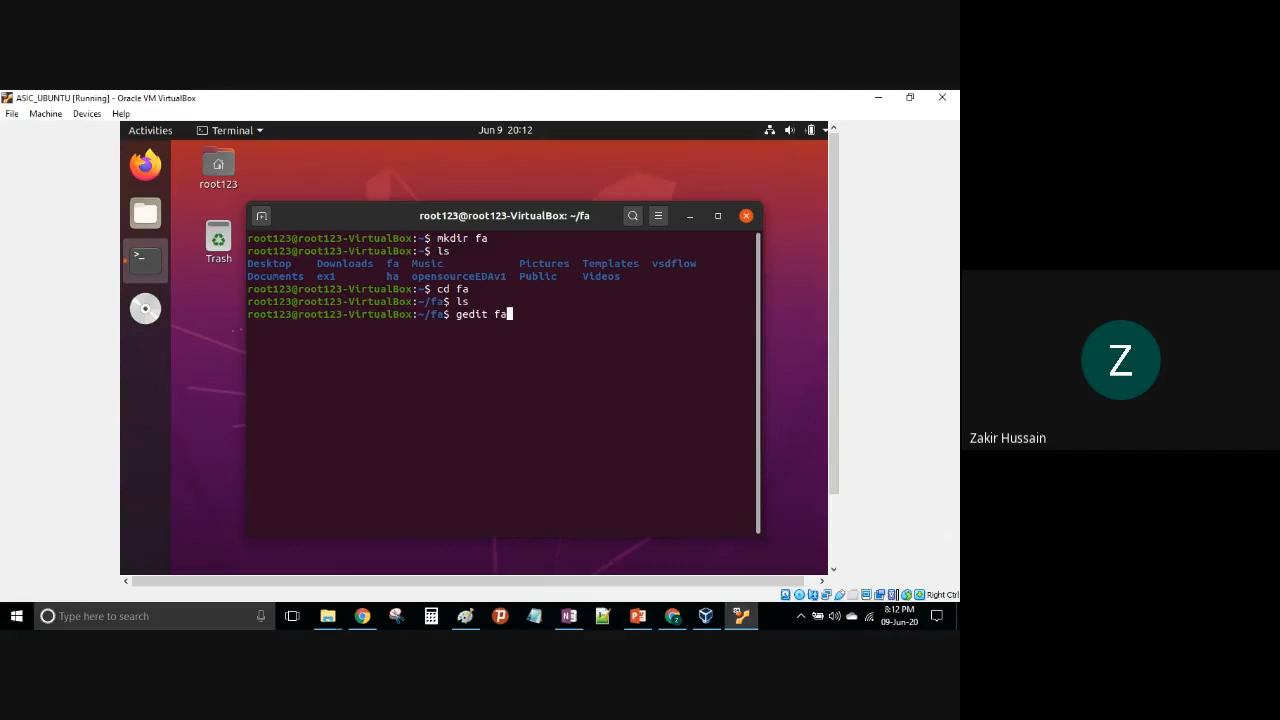 ASIC_UBUNTU [Running] - Oracle VM VirtualBox
File Machine Devices Help
Activities Terminal Jun 9 20:12
root123
Trash
root123@root123-VirtualBox: ~/fa
root123@root123-VirtualBox:~$ mkdir fa
root123@root123-VirtualBox:~$ ls
Desktop Downloads fa Music Pictures Templates vsdflow
Documents ex1 ha opensourceEDAv1 Public Videos
root123@root123-VirtualBox:~$ cd fa
root123@root123-VirtualBox:~/fa$ ls
root123@root123-VirtualBox:~/fa$ gedit fa
Right Ctrl
Type here to search
8:12 PM
09-Jun-20
Z
Zakir Hussain